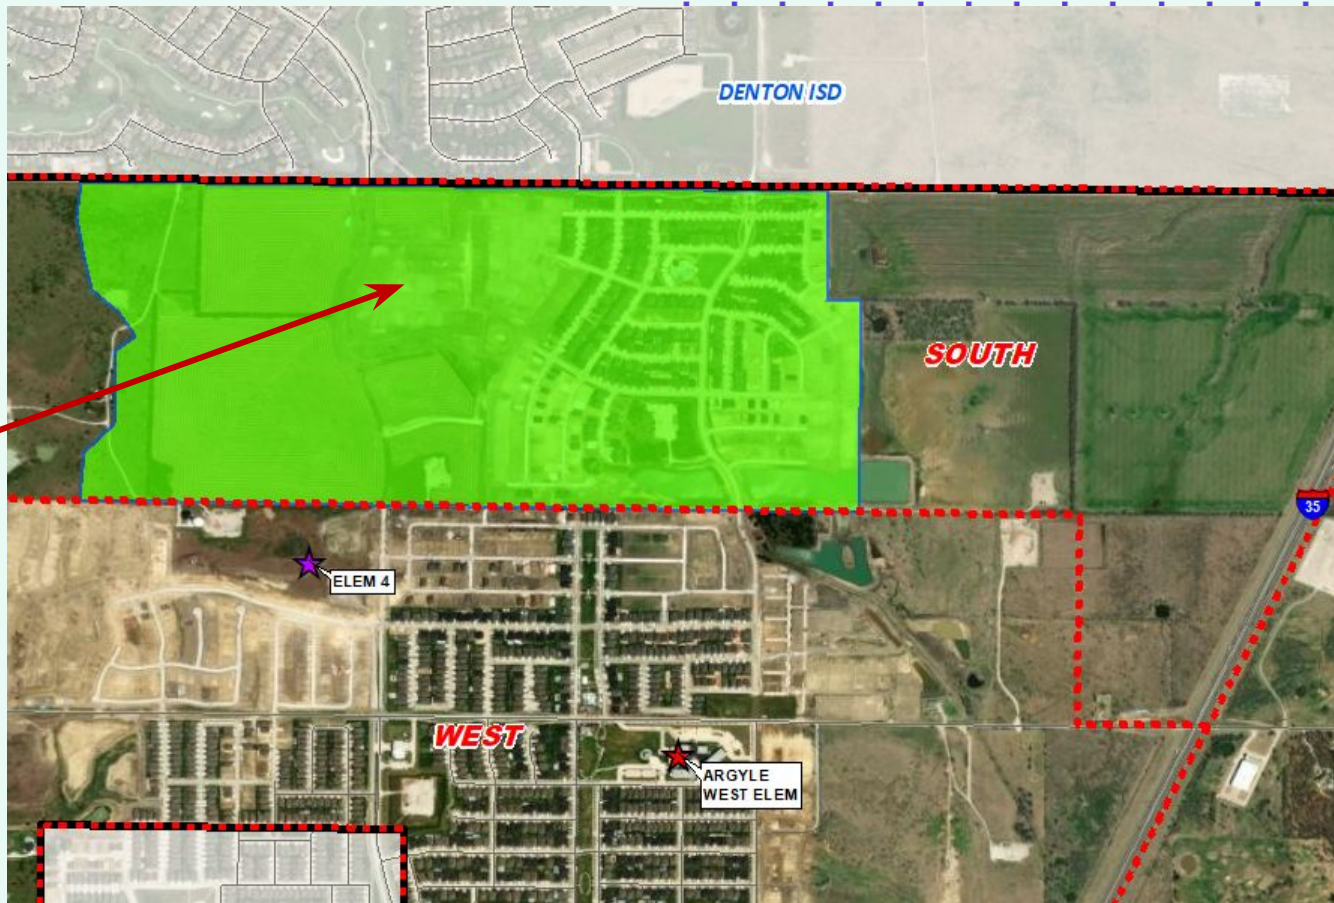 DENTON ISD
SOUTH
35
ELEM 4
WEST
ARGYLE
WEST ELEM